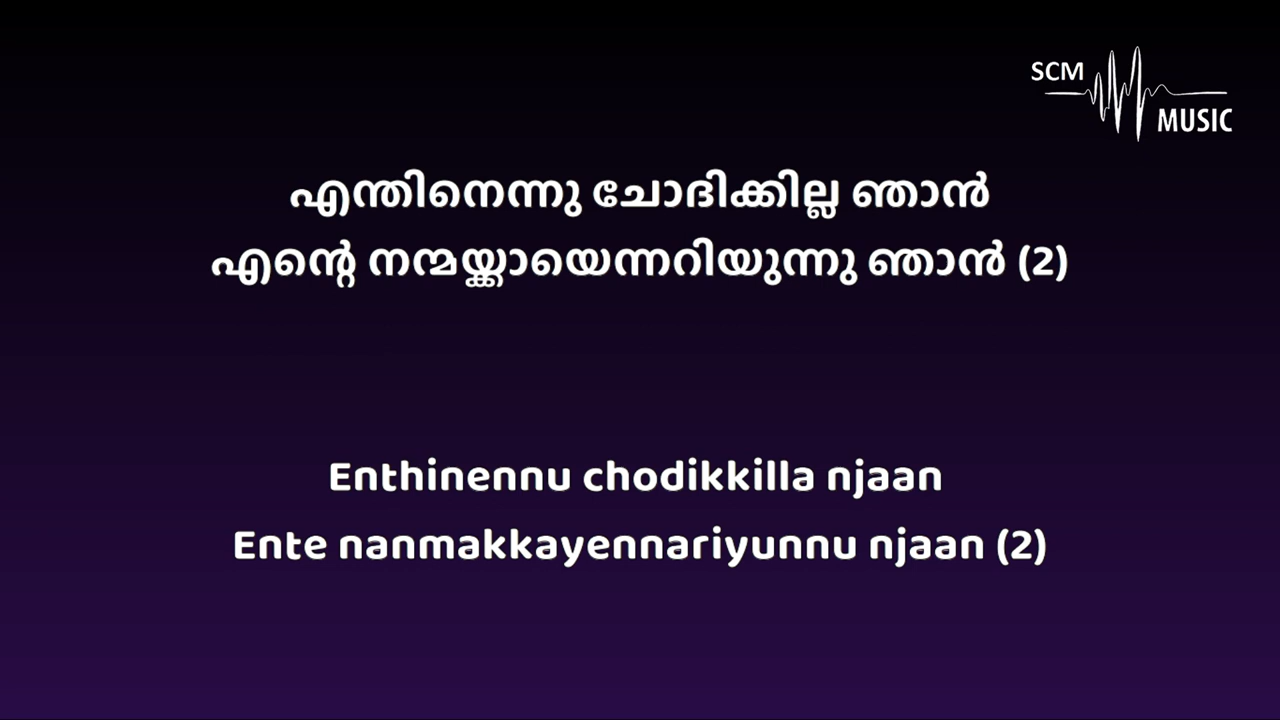 SCM
MUSIC
എന്തിനെന്നു ചോദിക്കില്ല ഞാൻ
എന്റെ നന്മയ്ക്കായെന്നറിയുന്നു ഞാൻ (2)
Enthinennu chodikkilla njaan
Ente nanmakkayennariyunnu njaan (2)